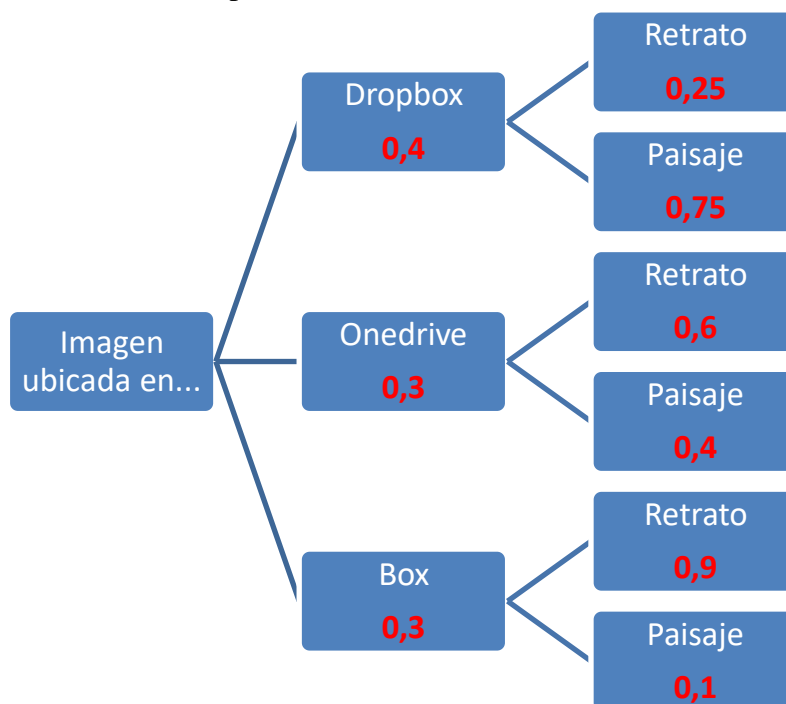 Imagen
ubicada en...
Dropbox
0,4
Retrato
0,25
Paisaje
0,75
Onedrive
0,3
Retrato
0,6
Paisaje
0,4
Box
0,3
Retrato
0,9
Paisaje
0,1